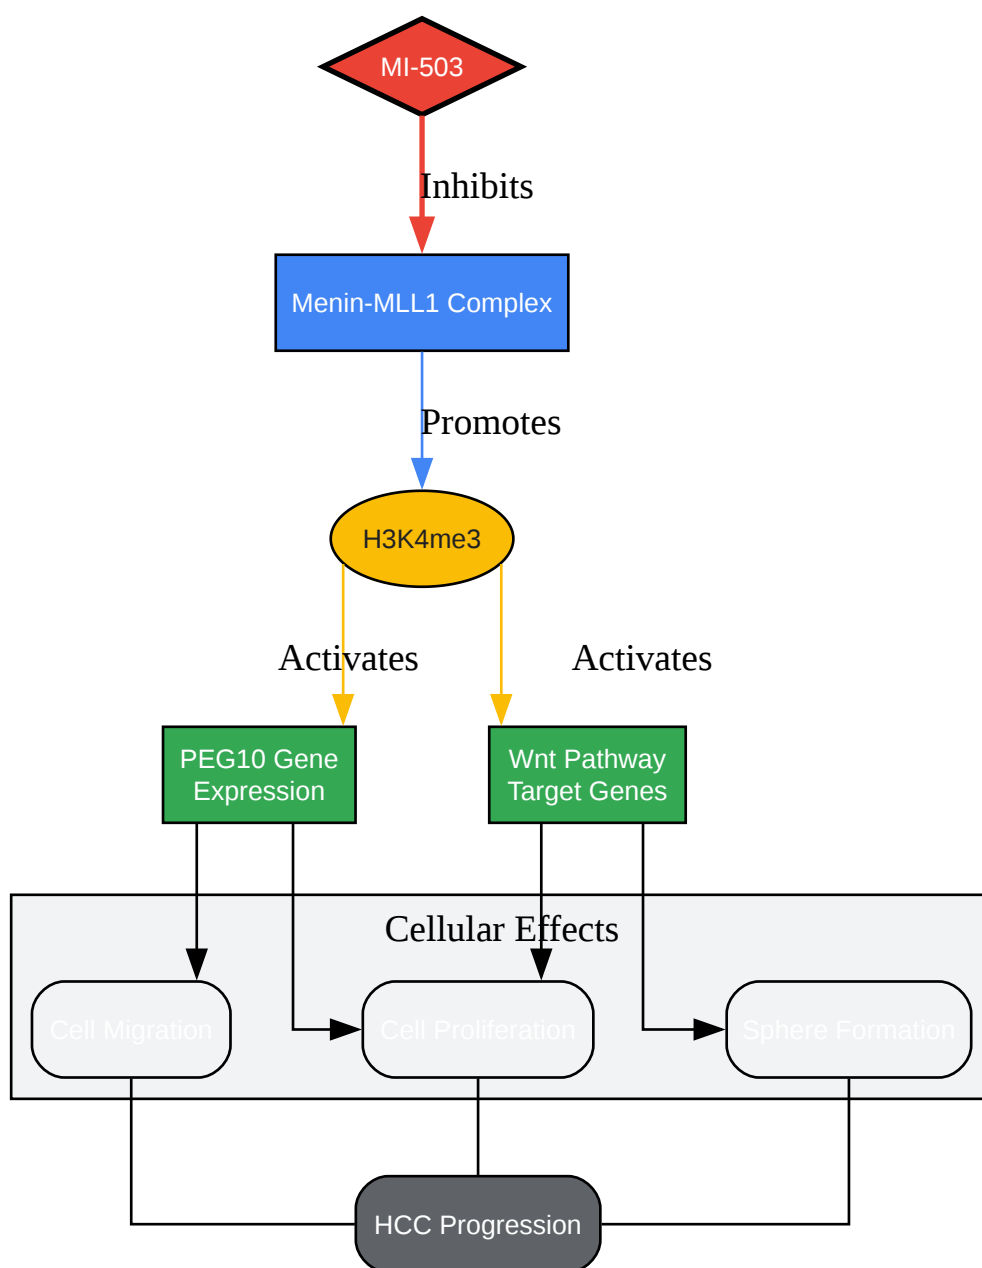 MI-503
Inhibits
Menin-MLL1 Complex
Promotes
H3K4me3
Activates
Activates
PEG10 Gene
Expression
Wnt Pathway
Target Genes
Cellular Effects
Cell Migration
Cell Proliferation
Sphere Formation
HCC Progression